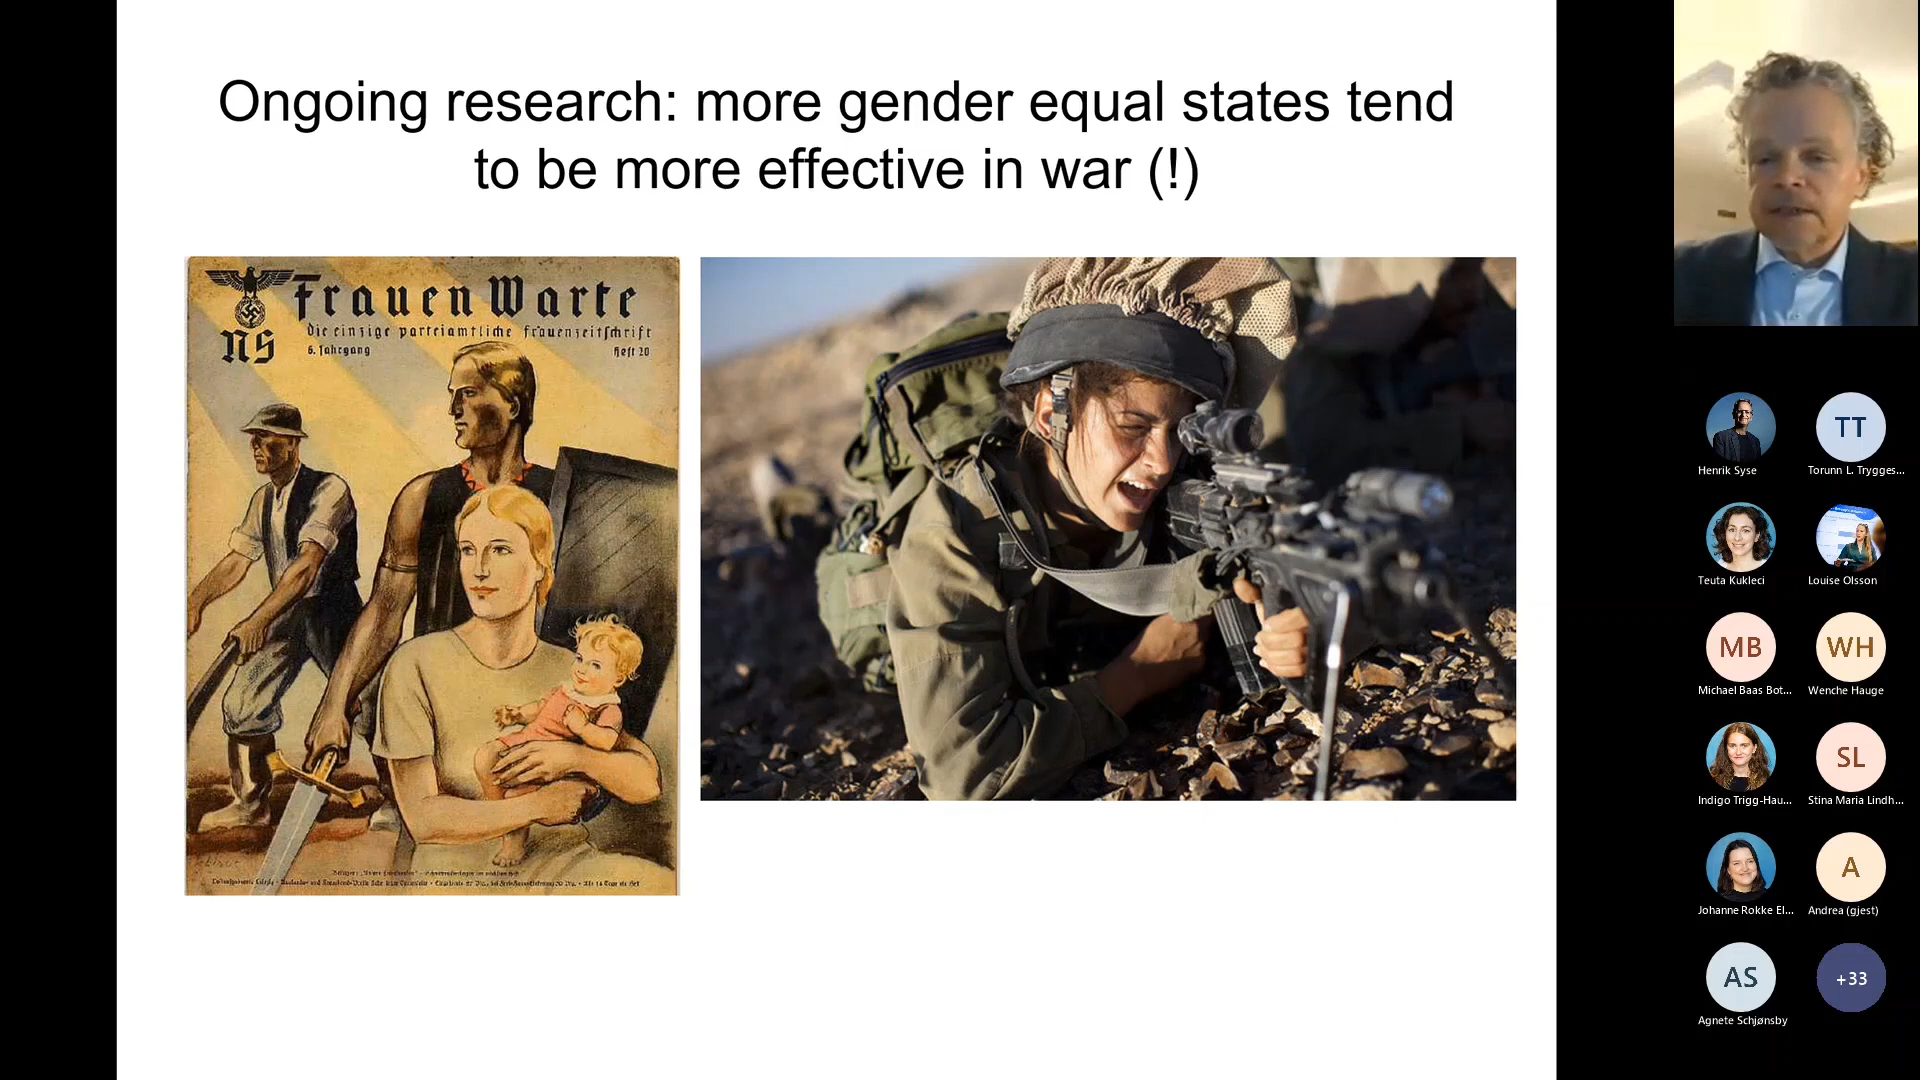 Ongoing research: more gender equal states tend
to be more effective in war (!)
Frauen Warte
Die einzige parteiamtliche Frauenzeitschrift
NS
6. Jahrgang
Heft 20
Henrik Syse
TT
Torunn L. Trygges...
Teuta Kukleci
Louise Olsson
MB
Michael Baas Bot...
WH
Wenche Hauge
Indigo Trigg-Hau...
SL
Stina Maria Lindh...
Johanne Rokke El...
A
Andrea (gjest)
AS
Agnete Schjønsby
+33